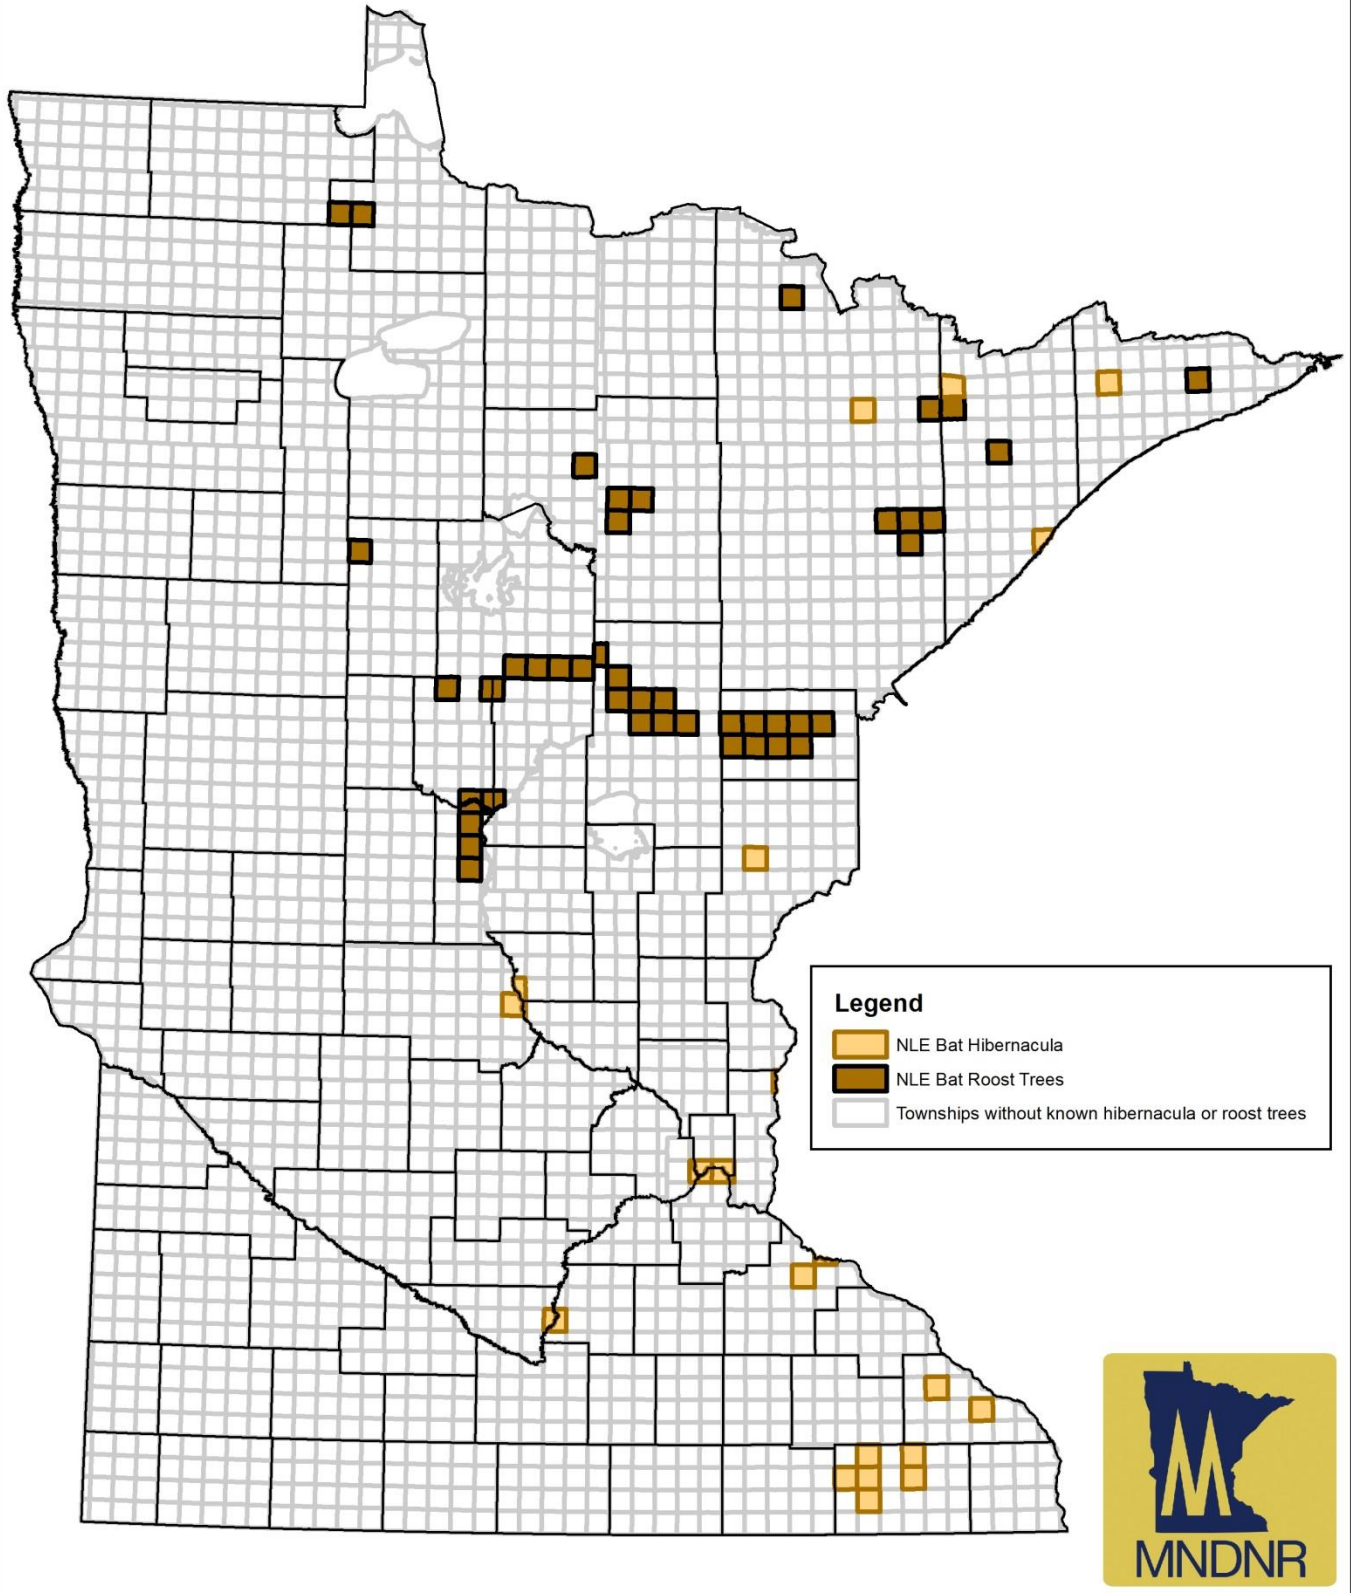 Legend
NLE Bat Hibernacula
NLE Bat Roost Trees
Townships without known hibernacula or roost trees
M
MNDNR